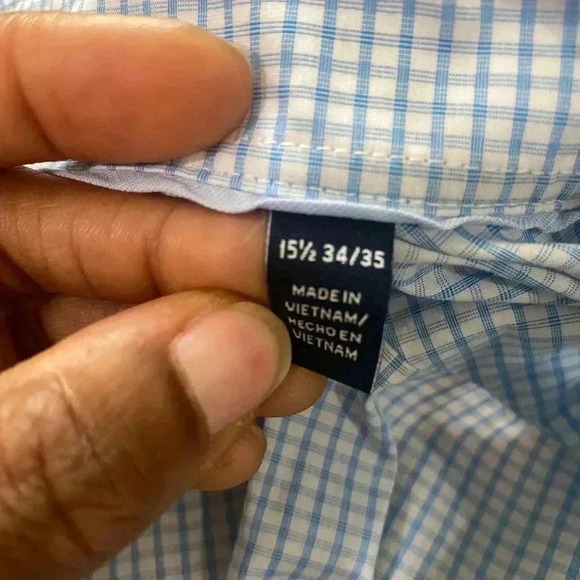 15½ 34/35
MADE IN
VIETNAM/
HECHO EN
VIETNAM